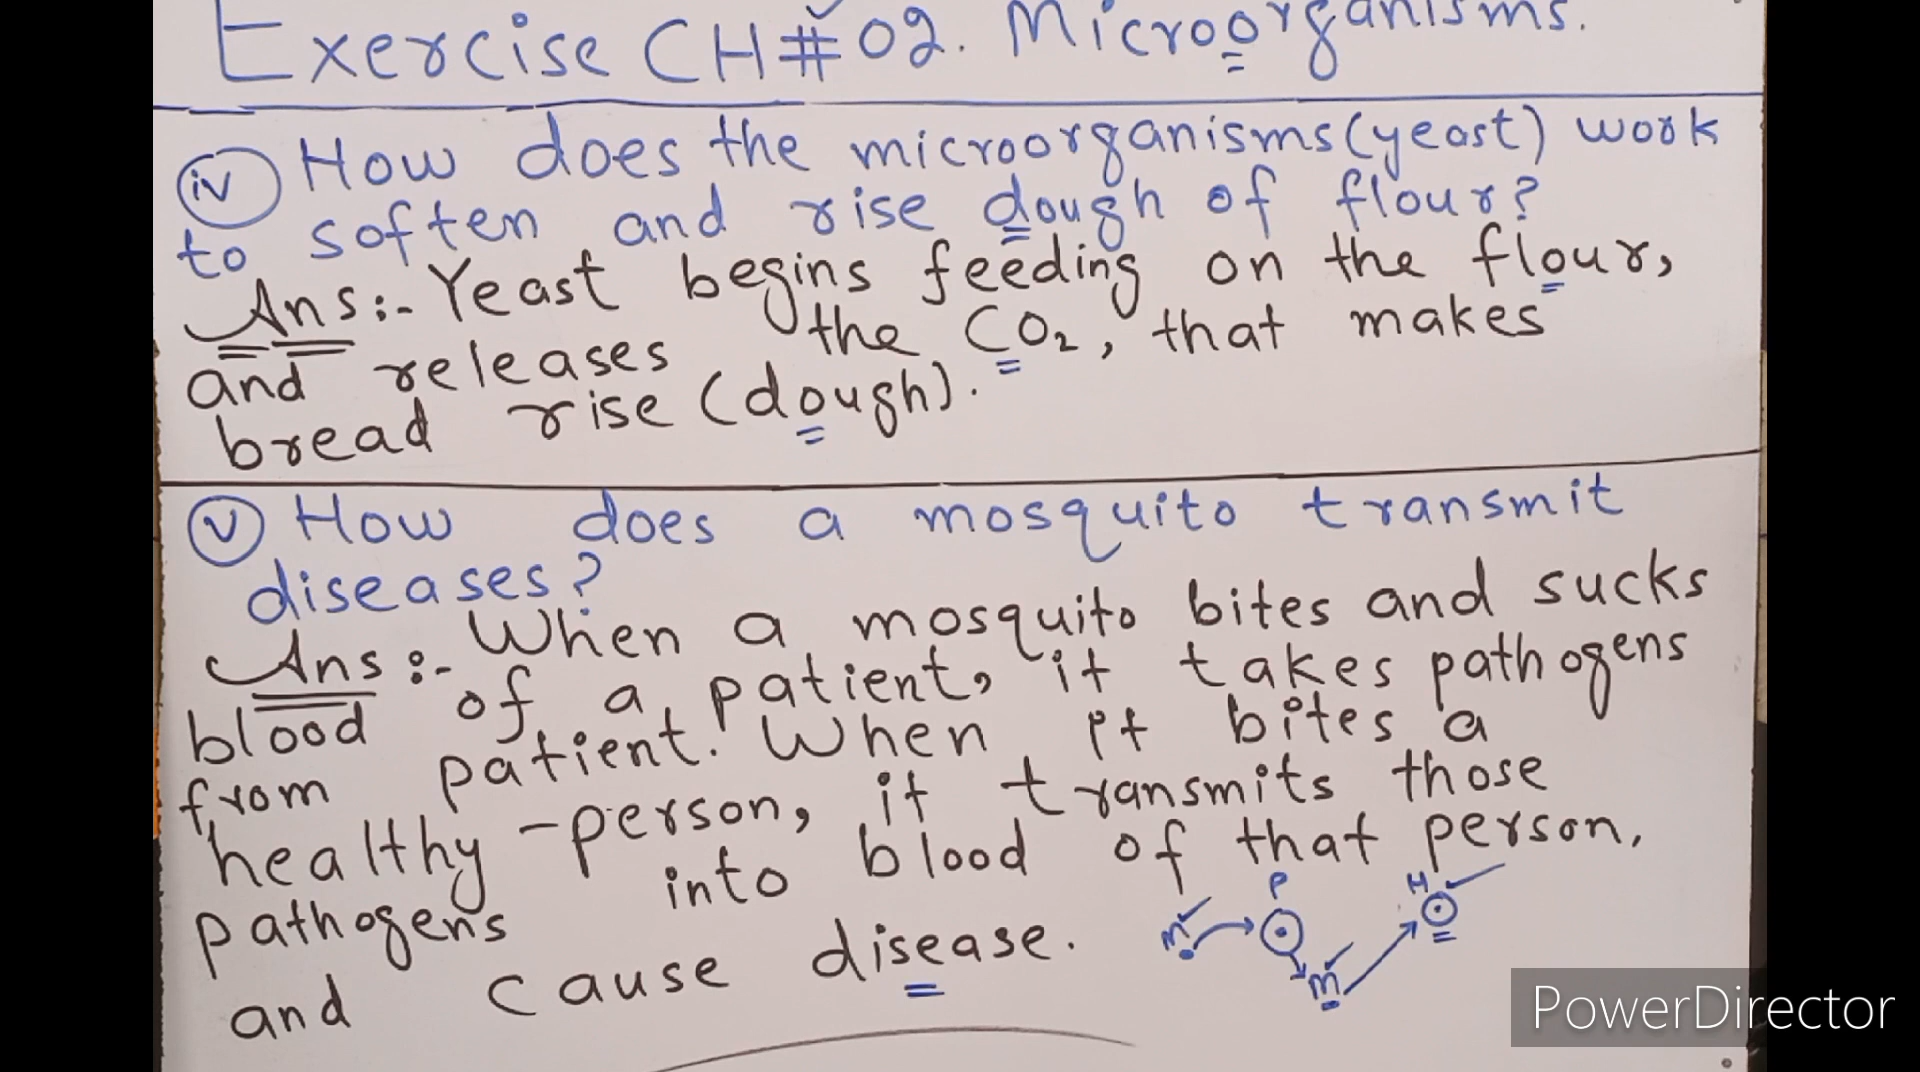 Exercise CH#02. Microorganisms.
iv How does the microorganisms(yeast) work
to soften and rise dough of flour?
Ans:- Yeast begins feeding on the flour,
and releases the CO₂, that makes
bread rise (dough).
v How does a mosquito transmit
diseases?
Ans:- When a mosquito bites and sucks
blood of a patient, it takes pathogens
from patient. When it bites a
healthy-person, it transmits those
pathogens into blood of that person,
and cause disease.
m P m H
PowerDirector